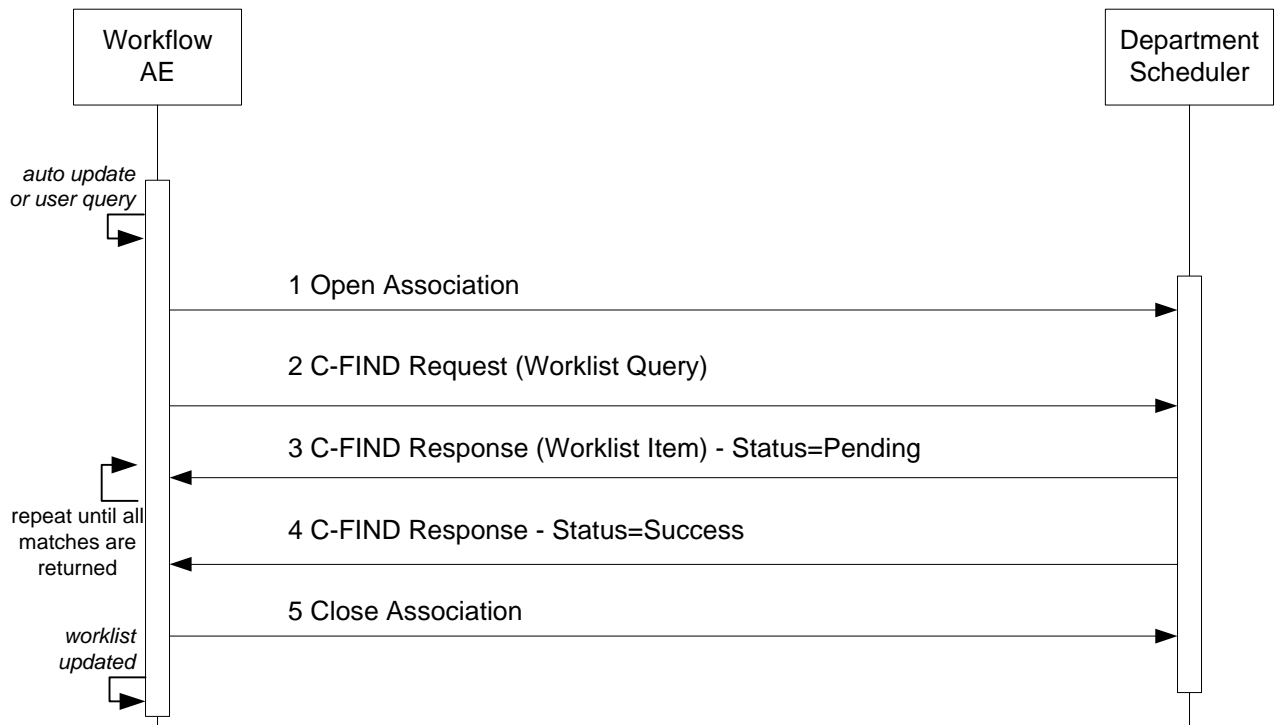 Workflow
AE
Department
Scheduler
auto update
or user query
1 Open Association
2 C-FIND Request (Worklist Query)
3 C-FIND Response (Worklist Item) - Status=Pending
repeat until all
matches are
returned
4 C-FIND Response - Status=Success
5 Close Association
worklist
updated